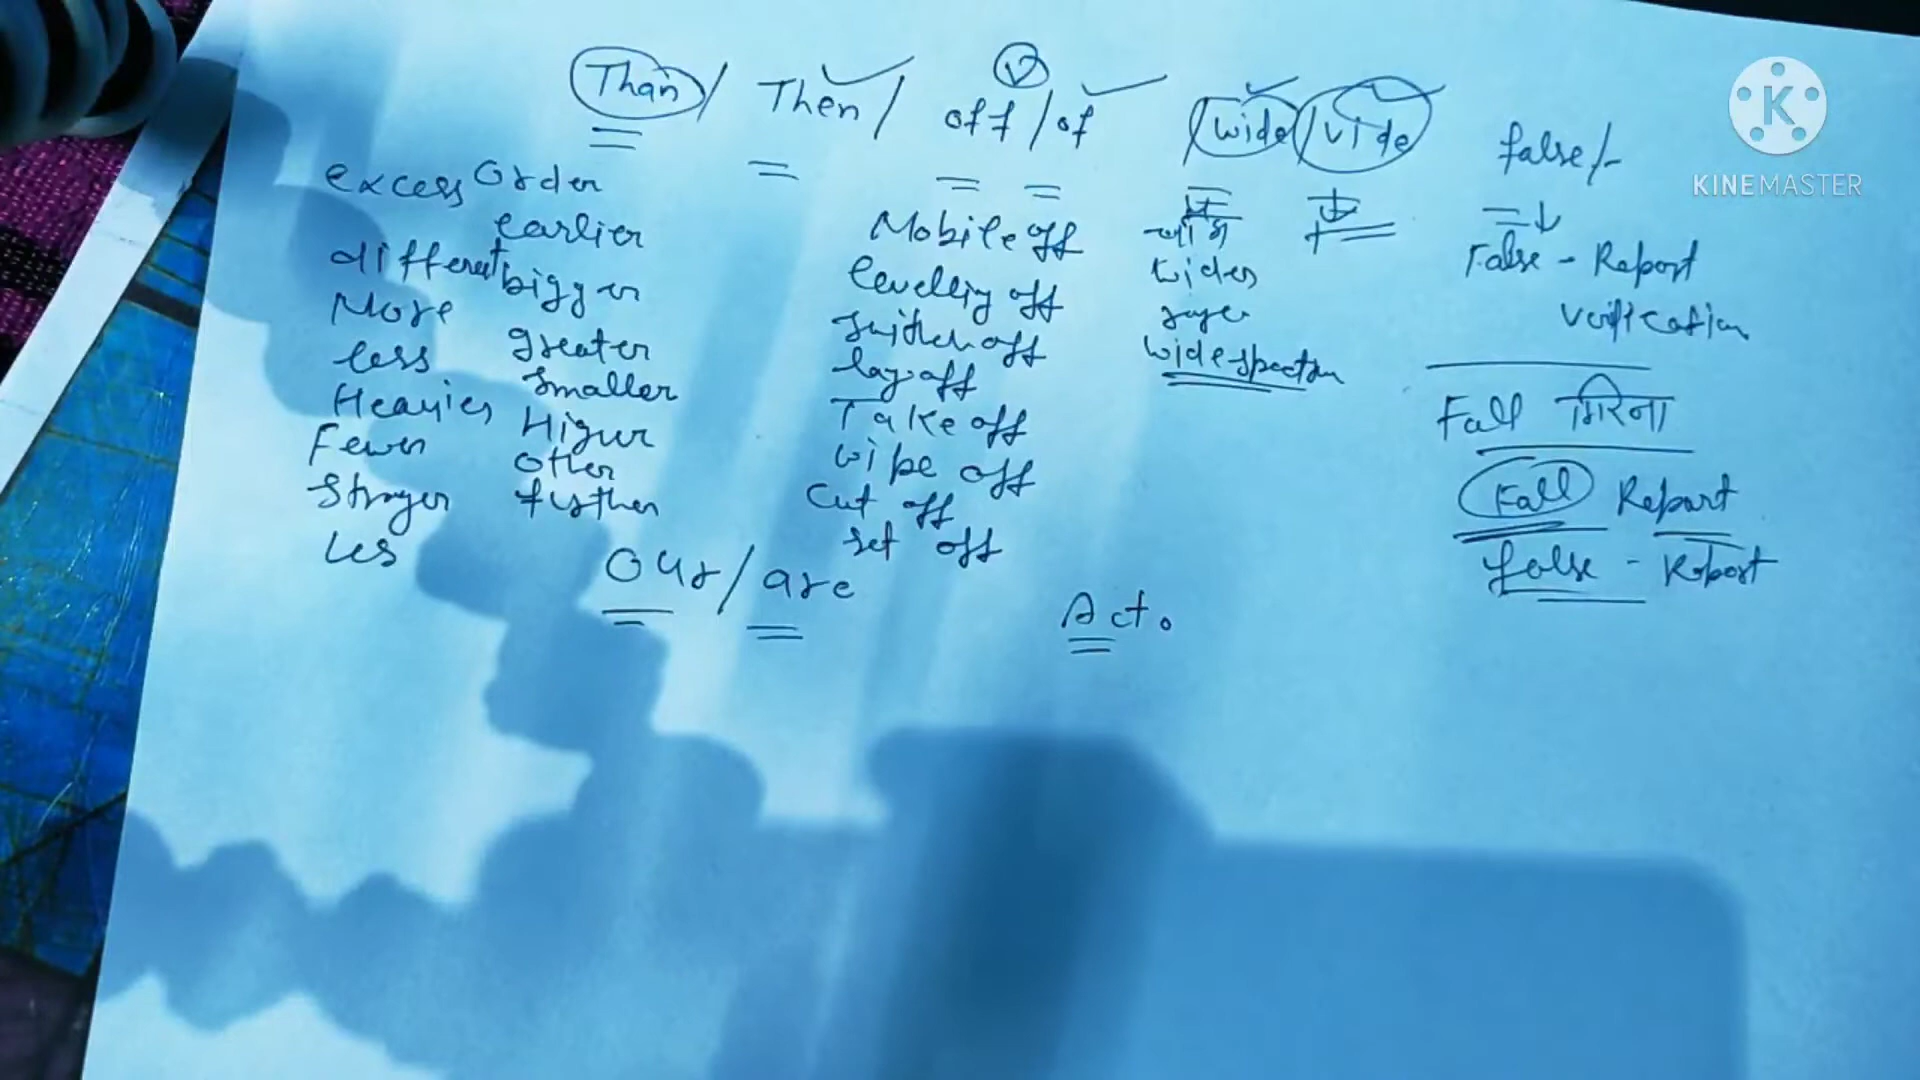 Than / Then / off / of / wide / vide false / -
KINEMASTER
excess Order
earlier
different bigger
More greater
less smaller
Heavier Higher
Fewer Other
Stronger further
Les
Mobile off
levelling off
switch off
lay off
Take off
wipe off
Cut off
set off
wider
range
wide spectrum
False - Report
verification
Fall गिरना
Fall Report
false - Report
Our / are
Act.